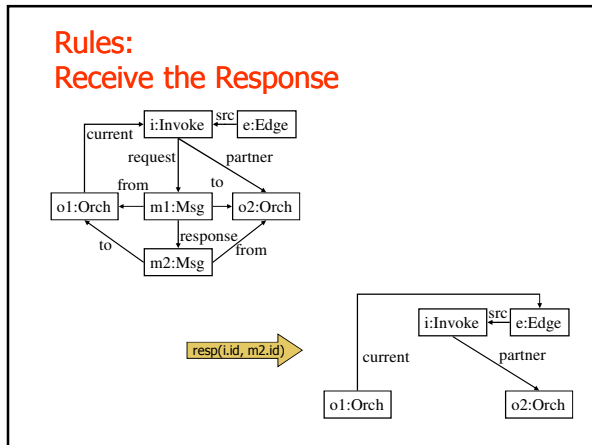 Rules:
Receive the Response
i:Invoke
src
e:Edge
current
request
partner
from
to
o1:Orch
m1:Msg
o2:Orch
response
to
m2:Msg
from
i:Invoke
src
e:Edge
resp(i.id, m2.id)
current
partner
o1:Orch
o2:Orch